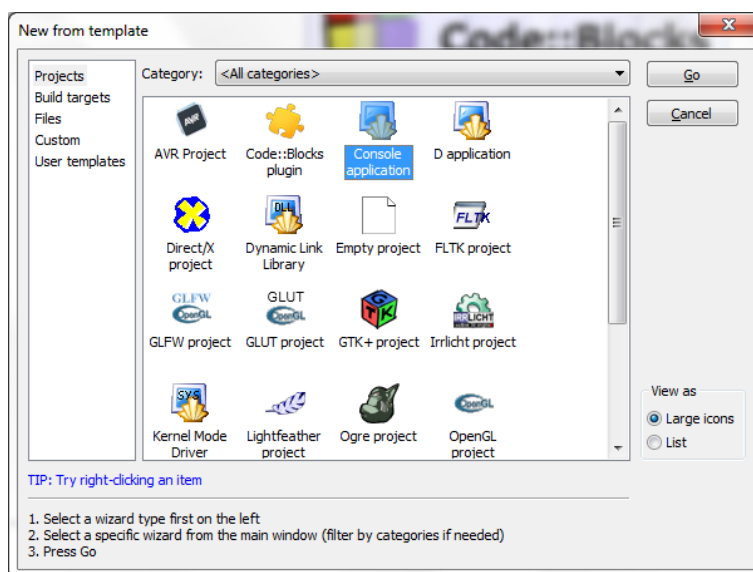 New from template
Code::Blocks
Projects
Build targets
Files
Custom
User templates
Category: <All categories>
Go
Cancel
AVR
AVR Project
Code::Blocks
plugin
Console
application
D application
Direct/X
project
DLL
Dynamic Link
Library
Empty project
FLTK
FLTK project
GLFW
OpenGL
GLFW project
GLUT
OpenGL
GLUT project
GTK
GTK+ project
IRRLICHT
Irrlicht project
SYS
Kernel Mode
Driver
Lightfeather
project
Ogre project
OpenGL
OpenGL
project
View as
Large icons
List
TIP: Try right-clicking an item
1. Select a wizard type first on the left
2. Select a specific wizard from the main window (filter by categories if needed)
3. Press Go